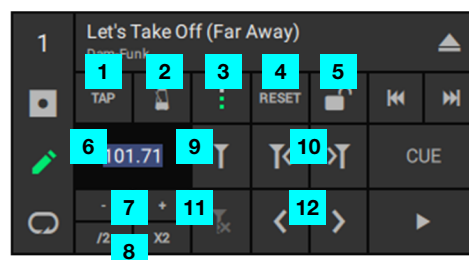 1
Let's Take Off (Far Away)
Dam-Funk
1 2 3 4 5
TAP RESET
6 101.71 9 10 CUE
- 7 + 11 12
/2 8 X2